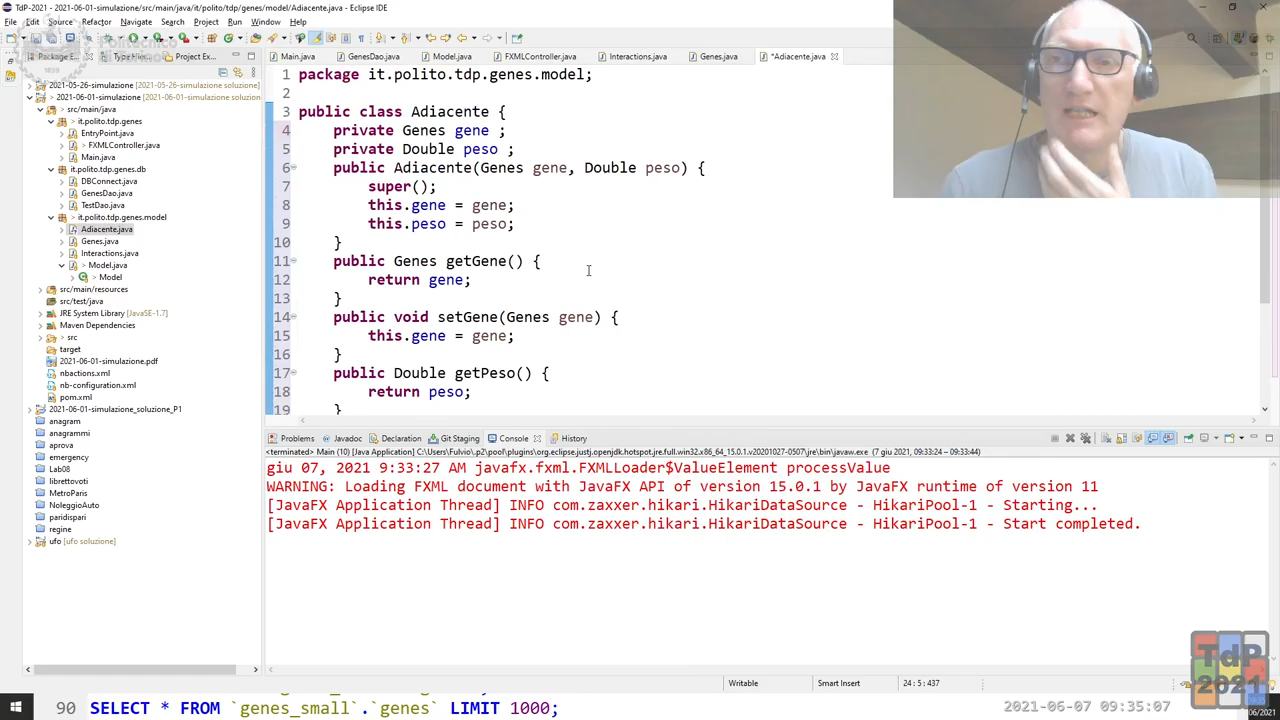 TdP-2021 - 2021-06-01-simulazione/src/main/java/it/polito/tdp/genes/model/Adiacente.java - Eclipse IDE
File Edit Source Refactor Navigate Search Project Run Window Help
Main.java GenesDao.java Model.java FXMLController.java Interactions.java Genes.java *Adiacente.java
2021-05-26-simulazione [2021-05-26-simulazione soluzione]
> 2021-06-01-simulazione [2021-06-01-simulazione soluzion
> src/main/java
> it.polito.tdp.genes
EntryPoint.java
> FXMLController.java
> Main.java
it.polito.tdp.genes.db
DBConnect.java
> GenesDao.java
TestDao.java
> it.polito.tdp.genes.model
Adiacente.java
Genes.java
Interactions.java
> Model.java
> Model
src/main/resources
src/test/java
JRE System Library [JavaSE-1.7]
Maven Dependencies
> src
target
2021-06-01-simulazione.pdf
nbactions.xml
nb-configuration.xml
pom.xml
2021-06-01-simulazione_soluzione_P1
anagram
anagrammi
aprova
emergency
Lab08
librettovoti
MetroParis
NoleggioAuto
paridispari
regine
ufo [ufo soluzione]
1 package it.polito.tdp.genes.model;
2
3 public class Adiacente {
4 private Genes gene ;
5 private Double peso ;
6 public Adiacente(Genes gene, Double peso) {
7 super();
8 this.gene = gene;
9 this.peso = peso;
10 }
11 public Genes getGene() {
12 return gene;
13 }
14 public void setGene(Genes gene) {
15 this.gene = gene;
16 }
17 public Double getPeso() {
18 return peso;
19 }
Problems Javadoc Declaration Git Staging Console History
<terminated> Main (10) [Java Application] C:\Users\Fulvio\.p2\pool\plugins\org.eclipse.justj.openjdk.hotspot.jre.full.win32.x86_64_15.0.1.v20201027-0507\jre\bin\javaw.exe (7 giu 2021, 9:33:24 – 9:33:44)
giu 07, 2021 9:33:27 AM javafx.fxml.FXMLLoader$ValueElement processValue
WARNING: Loading FXML document with JavaFX API of version 15.0.1 by JavaFX runtime of version 11
[JavaFX Application Thread] INFO com.zaxxer.hikari.HikariDataSource - HikariPool-1 - Starting...
[JavaFX Application Thread] INFO com.zaxxer.hikari.HikariDataSource - HikariPool-1 - Start completed.
Writable Smart Insert 24 : 5 : 437
TdP
2021
90 SELECT * FROM `genes_small`.`genes` LIMIT 1000;
2021-06-07 09:35:07